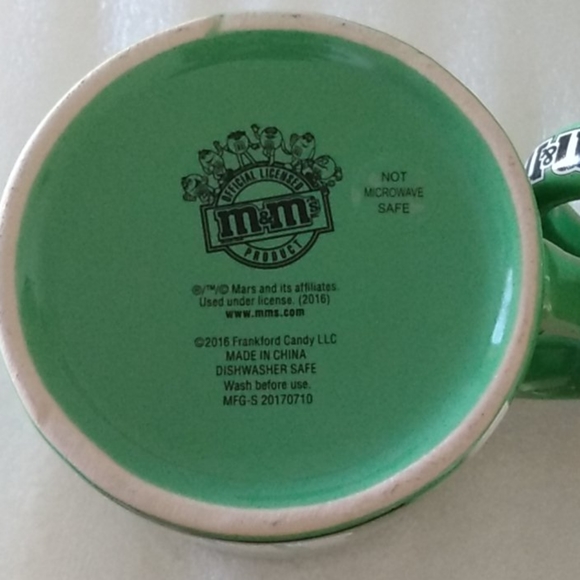 OFFICIAL LICENSED
m&m's
PRODUCT
NOT
MICROWAVE
SAFE
®/™/© Mars and its affiliates.
Used under license. (2016)
www.mms.com
©2016 Frankford Candy LLC
MADE IN CHINA
DISHWASHER SAFE
Wash before use.
MFG-S 20170710